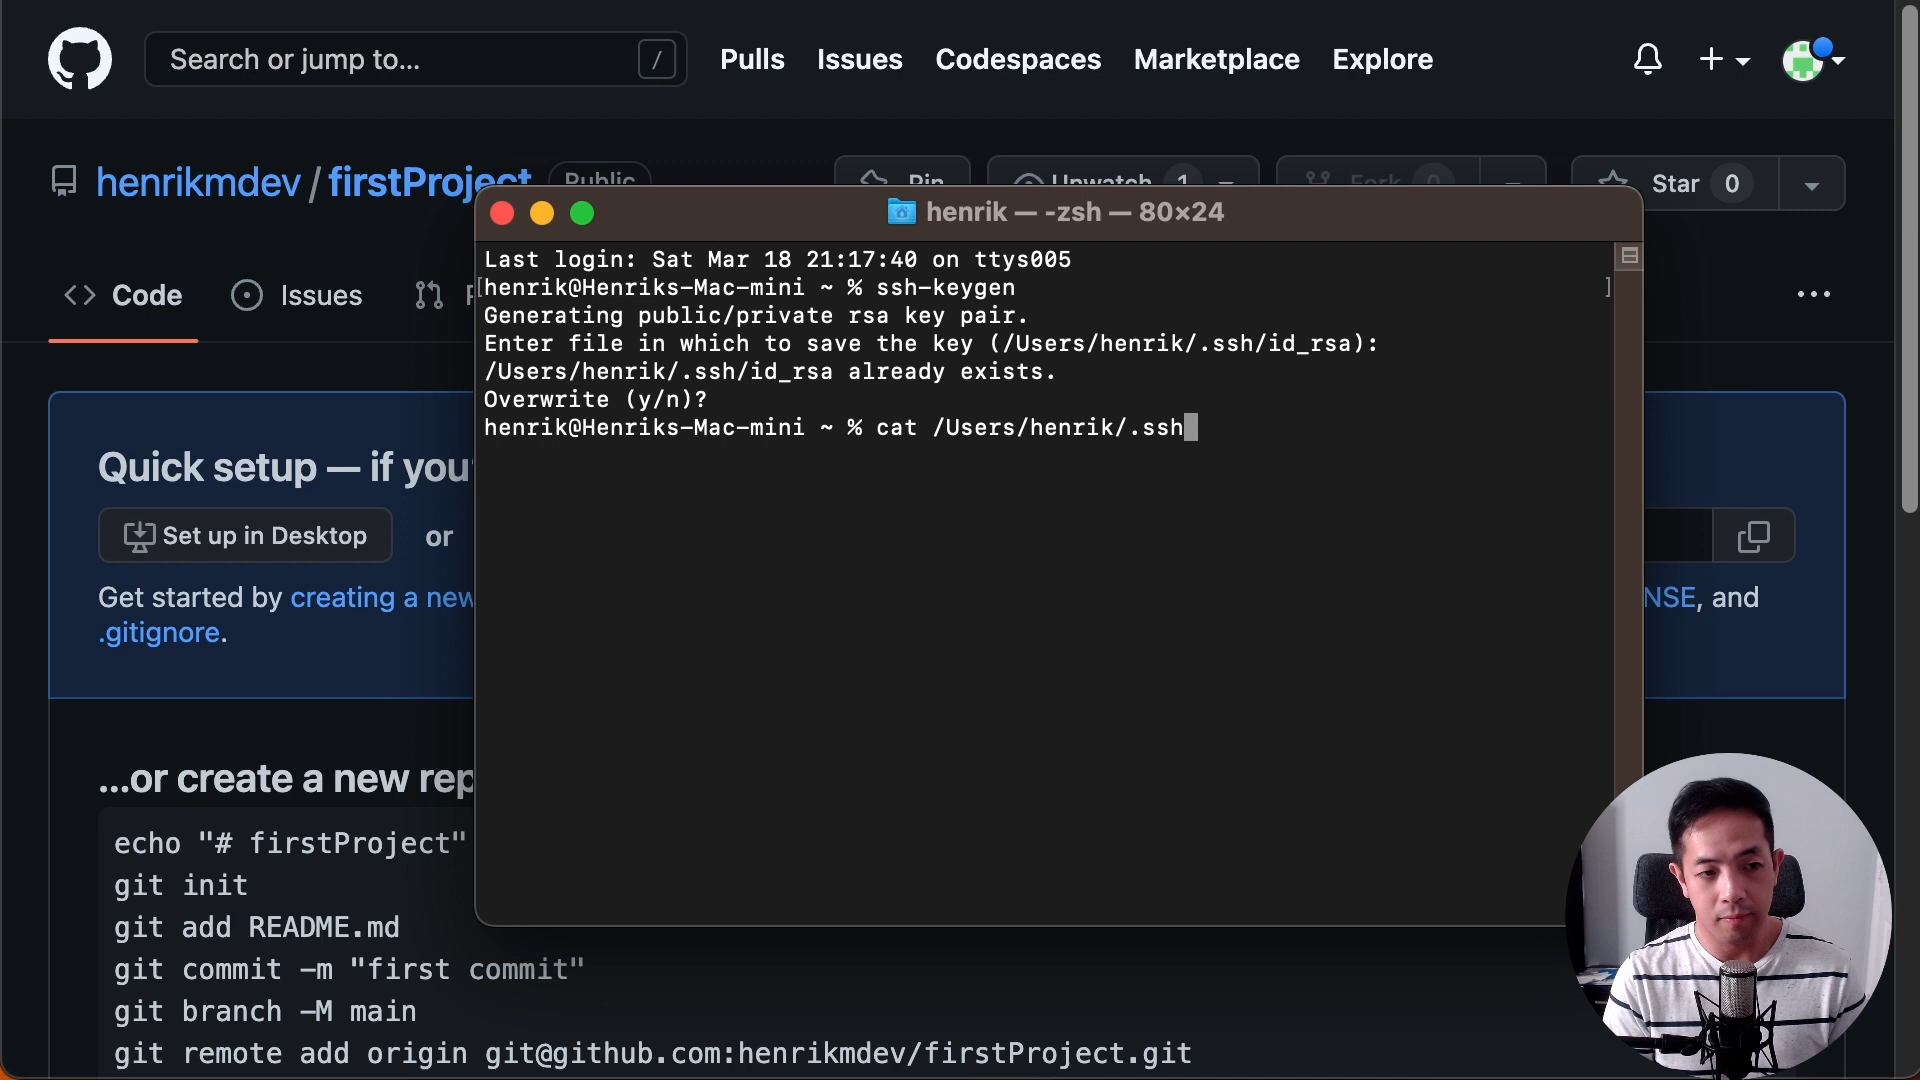 Search or jump to...
/
Pulls
Issues
Codespaces
Marketplace
Explore
henrikmdev / firstProject
Public
Pin
Unwatch 1
Fork 0
Star 0
Code
Issues
henrik — -zsh — 80×24
Last login: Sat Mar 18 21:17:40 on ttys005
[henrik@Henriks-Mac-mini ~ % ssh-keygen ]
Generating public/private rsa key pair.
Enter file in which to save the key (/Users/henrik/.ssh/id_rsa):
/Users/henrik/.ssh/id_rsa already exists.
Overwrite (y/n)?
henrik@Henriks-Mac-mini ~ % cat /Users/henrik/.ssh
Quick setup — if you
Set up in Desktop
or
Get started by creating a new
NSE, and
.gitignore.
...or create a new rep
echo "# firstProject"
git init
git add README.md
git commit -m "first commit"
git branch -M main
git remote add origin git@github.com:henrikmdev/firstProject.git